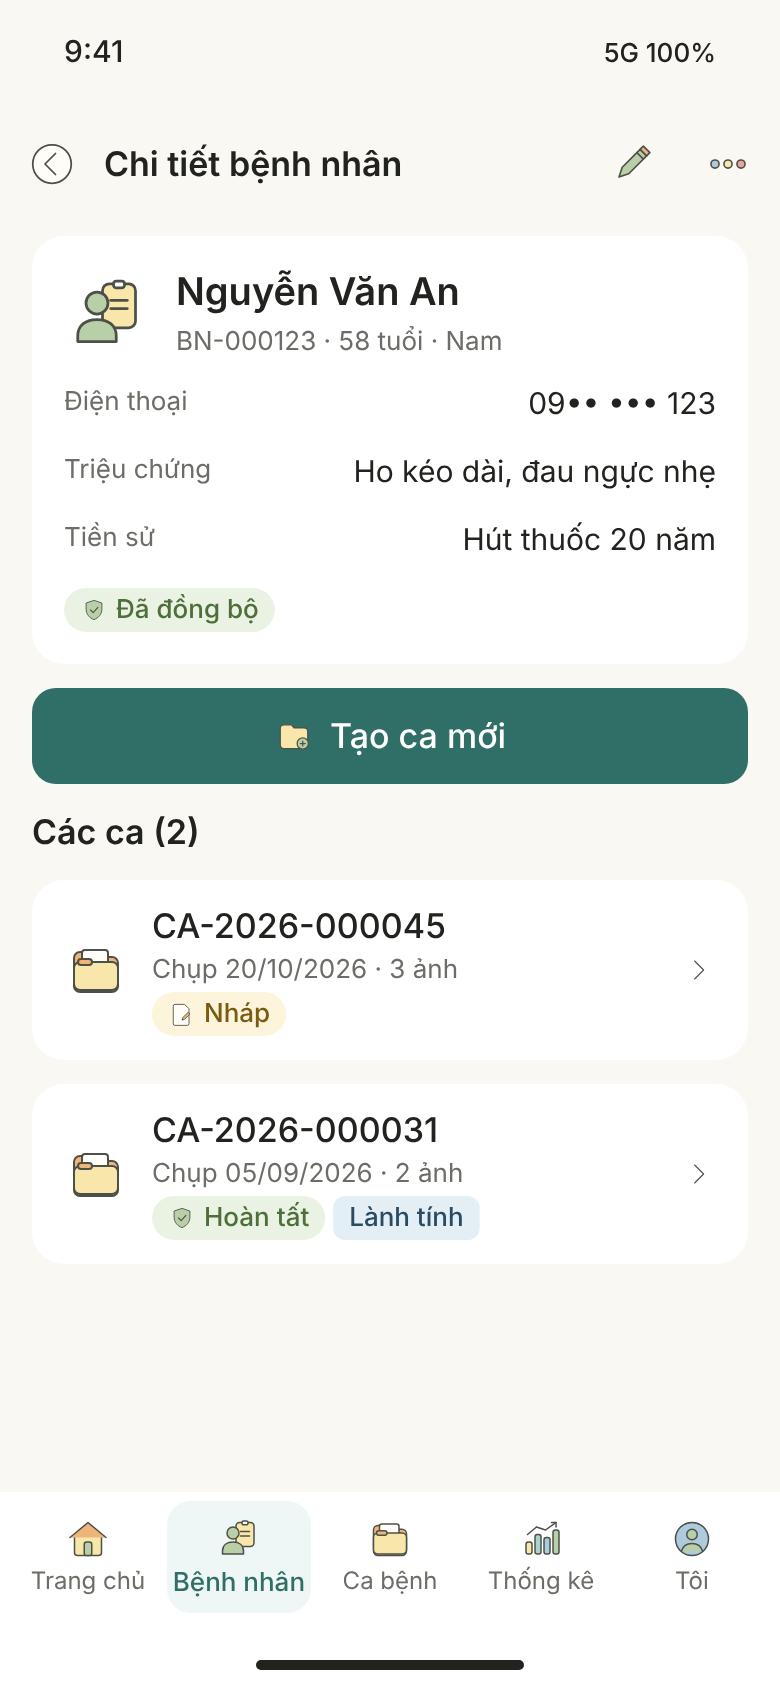 9:41
5G 100%
Chi tiết bệnh nhân
Nguyễn Văn An
BN-000123 · 58 tuổi · Nam
Điện thoại
09•• ••• 123
Triệu chứng
Ho kéo dài, đau ngực nhẹ
Tiền sử
Hút thuốc 20 năm
Đã đồng bộ
Tạo ca mới
Các ca (2)
CA-2026-000045
Chụp 20/10/2026 · 3 ảnh
Nháp
CA-2026-000031
Chụp 05/09/2026 · 2 ảnh
Hoàn tất
Lành tính
Trang chủ
Bệnh nhân
Ca bệnh
Thống kê
Tôi